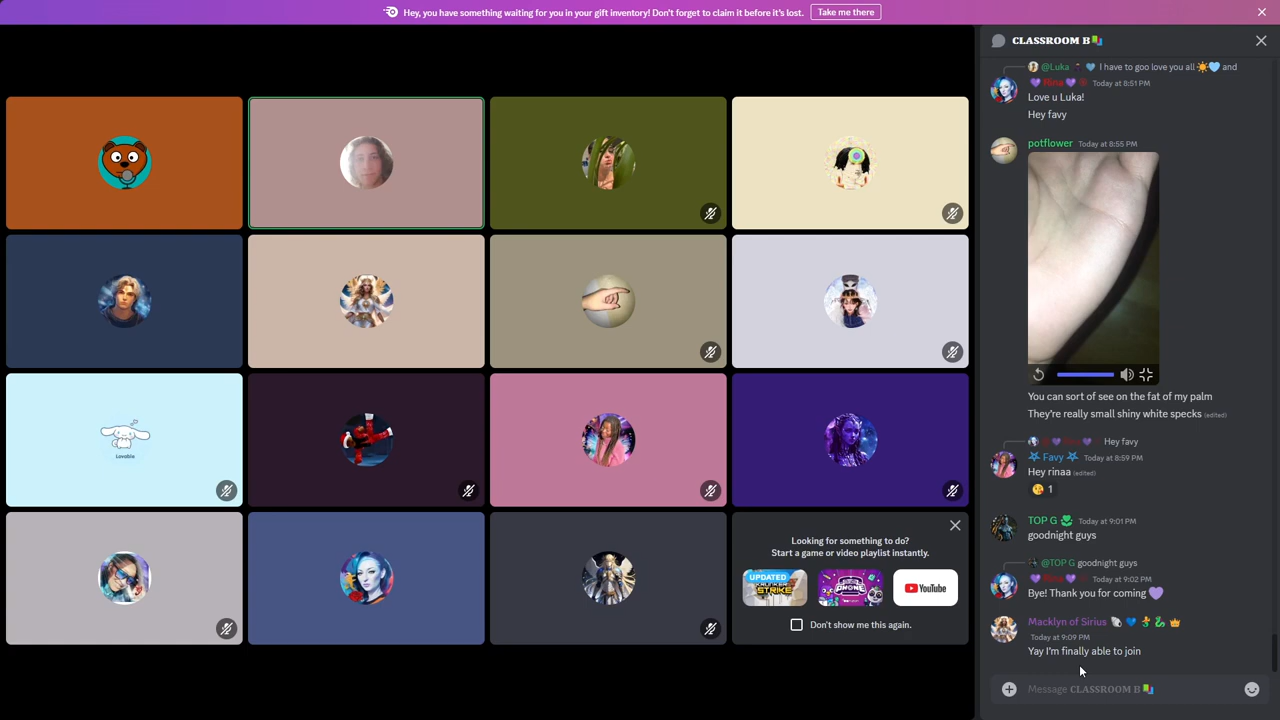 Hey, you have something waiting for you in your gift inventory! Don't forget to claim it before it's lost.
Take me there
CLASSROOM B
@Luka I have to goo love you all and
Today at 8:51 PM
Love u Luka!
Hey favy
potflower Today at 8:55 PM
You can sort of see on the fat of my palm
They're really small shiny white specks (edited)
Hey favy
Favy Today at 8:59 PM
Hey rinaa (edited)
1
TOP G Today at 9:01 PM
goodnight guys
@TOP G goodnight guys
Today at 9:02 PM
Bye! Thank you for coming
Macklyn of Sirius
Today at 9:09 PM
Yay I'm finally able to join
Message CLASSROOM B
Lovable
Looking for something to do?
Start a game or video playlist instantly.
UPDATED
STRIKE
PHONE
YouTube
Don't show me this again.